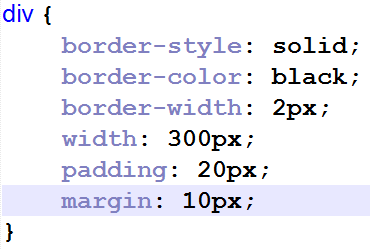 div {
border-style: solid;
border-color: black;
border-width: 2px;
width: 300px;
padding: 20px;
margin: 10px;
}